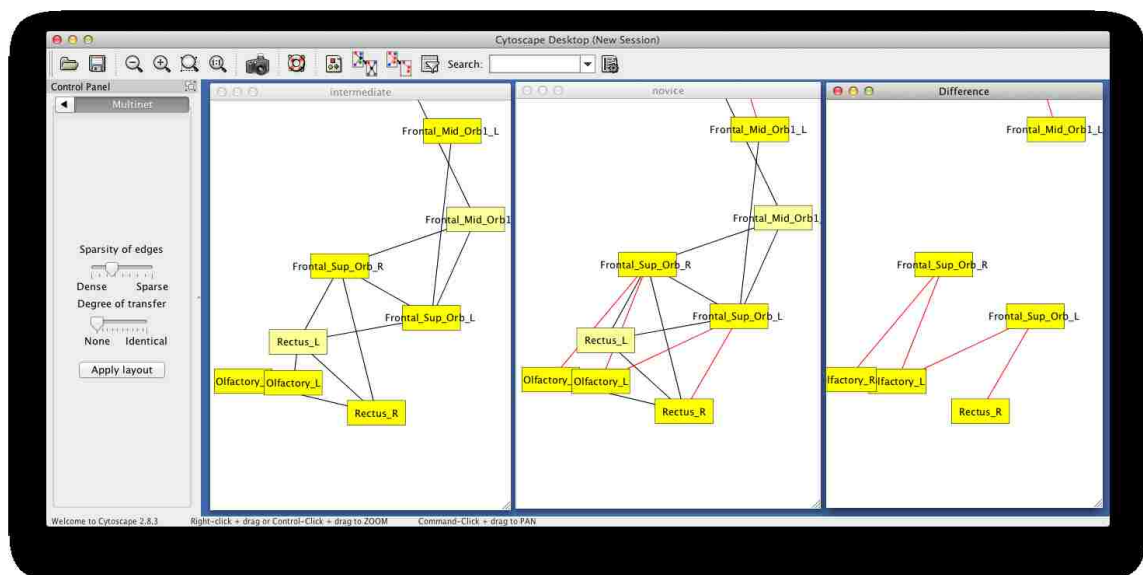 Cytoscape Desktop (New Session)
Search:
Control Panel
Multinet
Sparsity of edges
Dense Sparse
Degree of transfer
None Identical
Apply layout
intermediate
Frontal_Mid_Orb1_L
Frontal_Mid_Orb1
Frontal_Sup_Orb_R
Frontal_Sup_Orb_L
Rectus_L
Olfactory_L
Olfactory_L
Rectus_R
novice
Frontal_Mid_Orb1_L
Frontal_Mid_Orb1_
Frontal_Sup_Orb_R
Frontal_Sup_Orb_L
Rectus_L
Olfactory_
Olfactory_L
Rectus_R
Difference
Frontal_Mid_Orb1_L
Frontal_Sup_Orb_R
Frontal_Sup_Orb_L
lfactory_R
lfactory_L
Rectus_R
Welcome to Cytoscape 2.8.3 Right-click + drag or Control-Click + drag to ZOOM Command-Click + drag to PAN